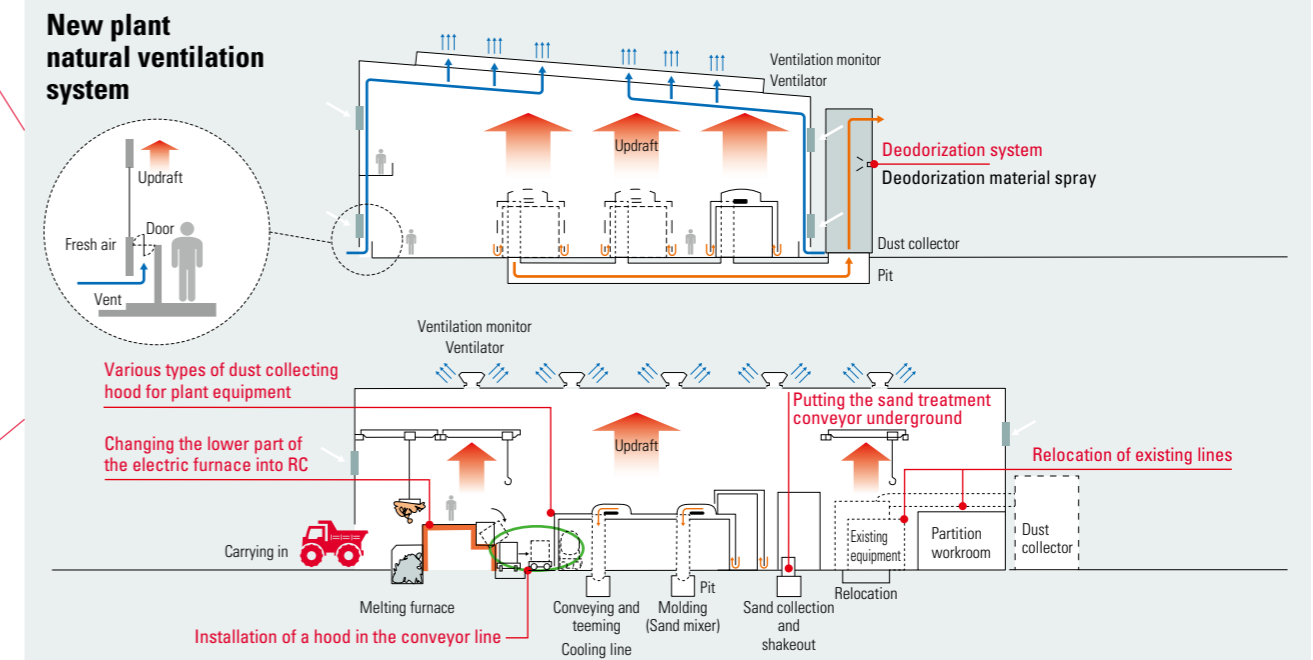 New plant
natural ventilation
system
Ventilation monitor
Ventilator
Updraft
Deodorization system
Deodorization material spray
Dust collector
Pit
Updraft
Door
Fresh air
Vent
Ventilation monitor
Ventilator
Various types of dust collecting
hood for plant equipment
Changing the lower part of
the electric furnace into RC
Updraft
Putting the sand treatment
conveyor underground
Relocation of existing lines
Carrying in
Existing
equipment
Partition
workroom
Dust
collector
Melting furnace
Conveying and
teeming
Cooling line
Pit
Molding
(Sand mixer)
Sand collection
and
shakeout
Relocation
Installation of a hood in the conveyor line